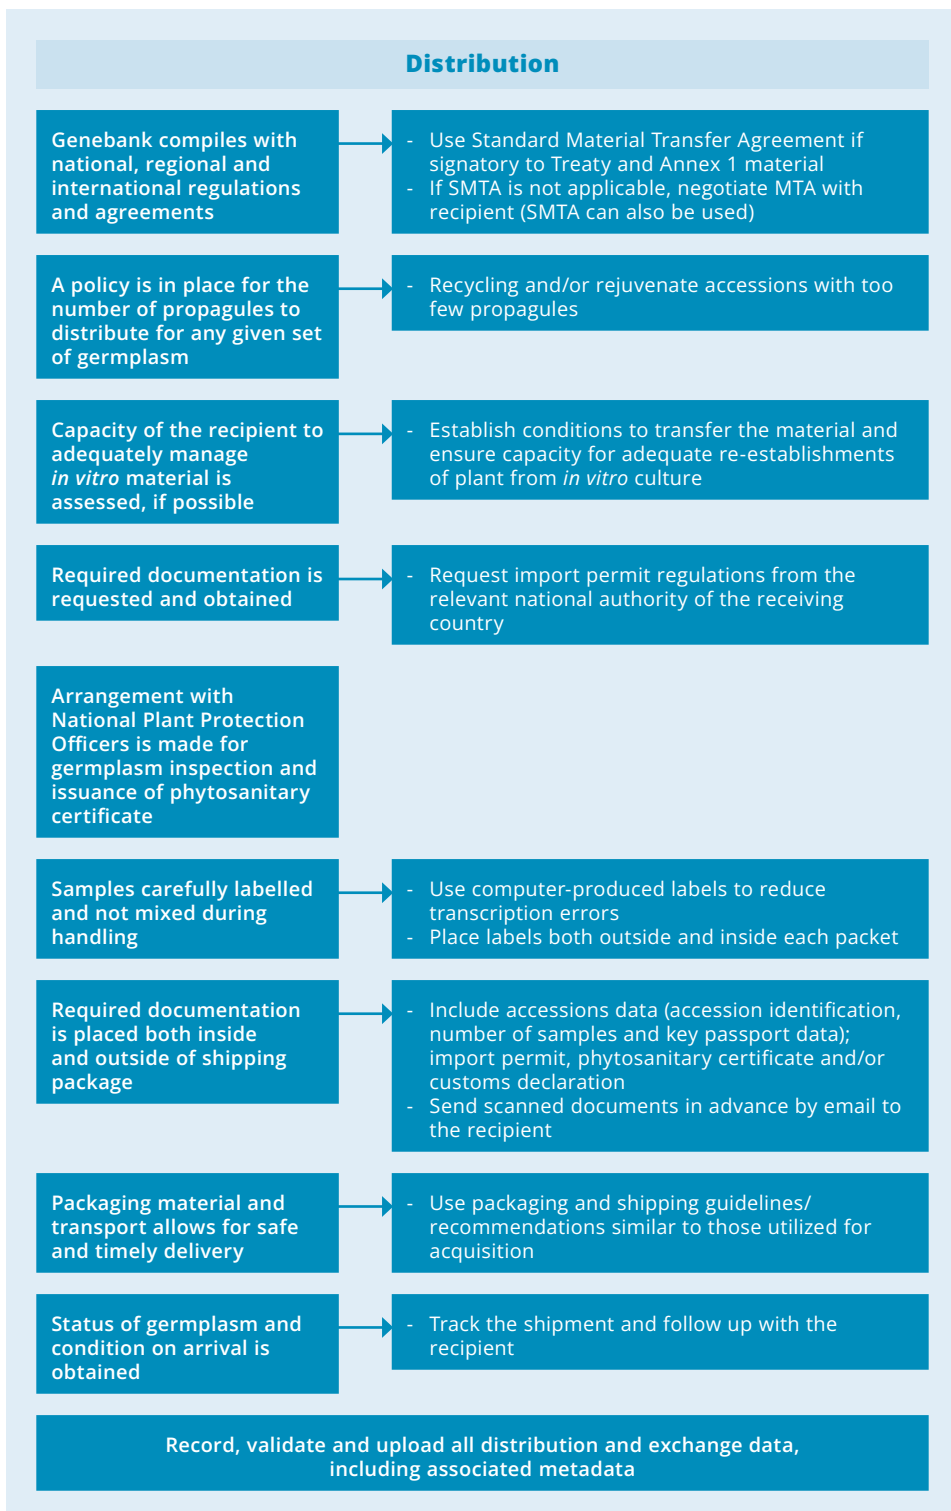 Distribution
Genebank compiles with
national, regional and
international regulations
and agreements
- Use Standard Material Transfer Agreement if
signatory to Treaty and Annex 1 material
- If SMTA is not applicable, negotiate MTA with
recipient (SMTA can also be used)
A policy is in place for the
number of propagules to
distribute for any given set
of germplasm
- Recycling and/or rejuvenate accessions with too
few propagules
Capacity of the recipient to
adequately manage
in vitro material is
assessed, if possible
- Establish conditions to transfer the material and
ensure capacity for adequate re-establishments
of plant from in vitro culture
Required documentation is
requested and obtained
- Request import permit regulations from the
relevant national authority of the receiving
country
Arrangement with
National Plant Protection
Officers is made for
germplasm inspection and
issuance of phytosanitary
certificate
Samples carefully labelled
and not mixed during
handling
- Use computer-produced labels to reduce
transcription errors
- Place labels both outside and inside each packet
Required documentation
is placed both inside
and outside of shipping
package
- Include accessions data (accession identification,
number of samples and key passport data);
import permit, phytosanitary certificate and/or
customs declaration
- Send scanned documents in advance by email to
the recipient
Packaging material and
transport allows for safe
and timely delivery
- Use packaging and shipping guidelines/
recommendations similar to those utilized for
acquisition
Status of germplasm and
condition on arrival is
obtained
- Track the shipment and follow up with the
recipient
Record, validate and upload all distribution and exchange data,
including associated metadata